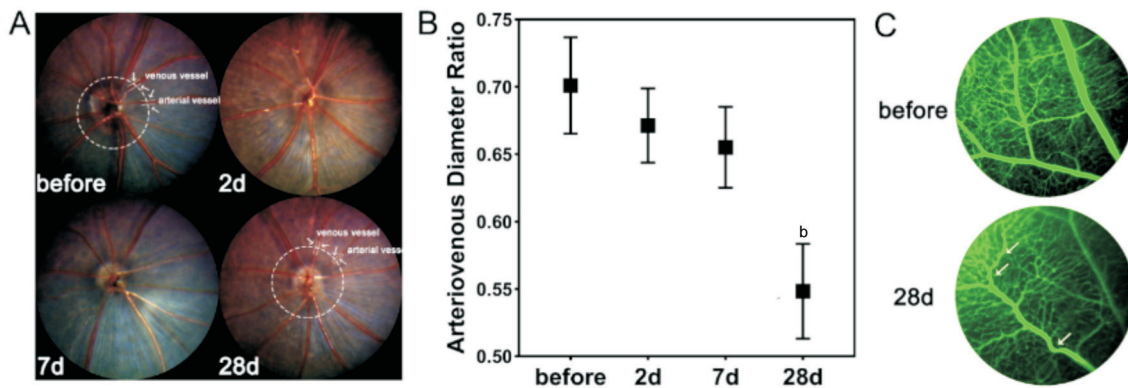 A
venous vessel
arterial vessel
before
2d
venous vessel
arterial vessel
7d
28d
B
Arteriovenous Diameter Ratio
0.75
0.70
0.65
0.60
0.55
0.50
b
before 2d 7d 28d
C
before
28d